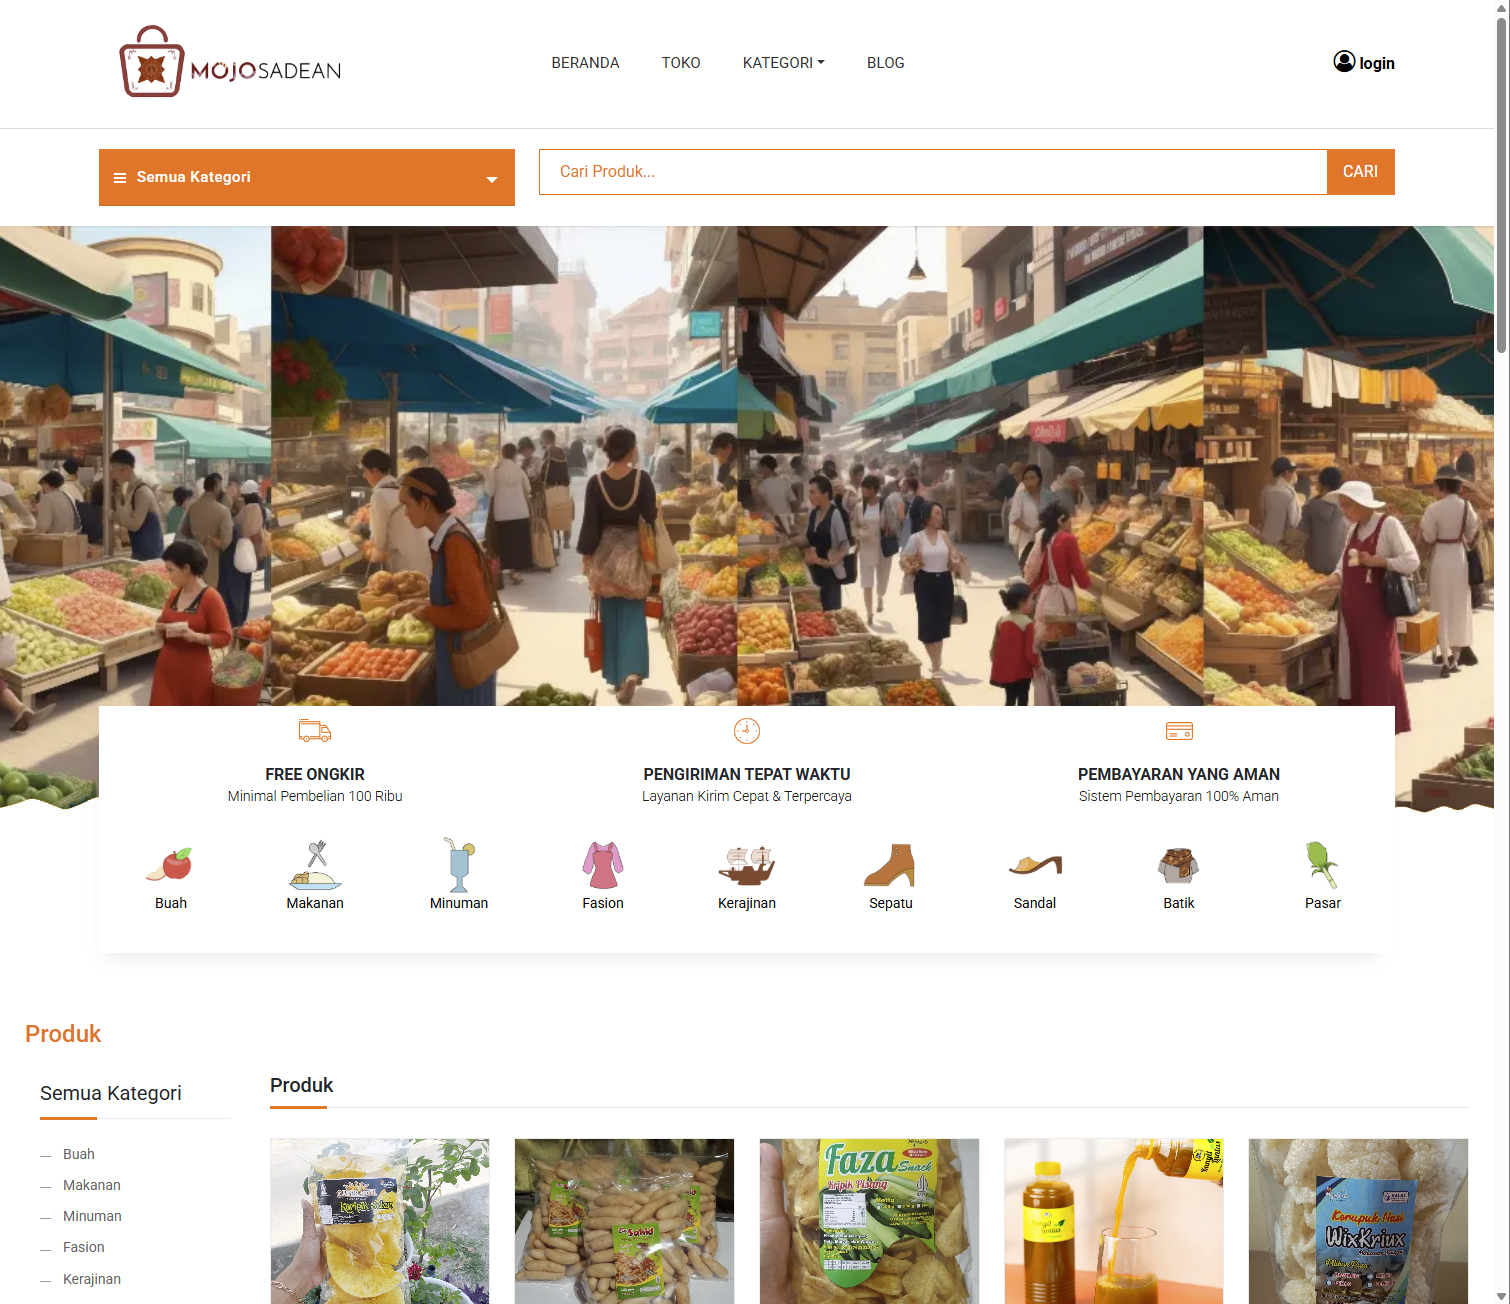 MOJOSADEAN
BERANDA
TOKO
KATEGORI
BLOG
login
Semua Kategori
Cari Produk...
CARI
FREE ONGKIR
Minimal Pembelian 100 Ribu
PENGIRIMAN TEPAT WAKTU
Layanan Kirim Cepat & Terpercaya
PEMBAYARAN YANG AMAN
Sistem Pembayaran 100% Aman
Buah
Makanan
Minuman
Fasion
Kerajinan
Sepatu
Sandal
Batik
Pasar
Produk
Semua Kategori
Buah
Makanan
Minuman
Fasion
Kerajinan
Produk
Sahid
Faza
Snack
Kripik Pisang
Kunyit
Kerupuk Nasi
WixKriux